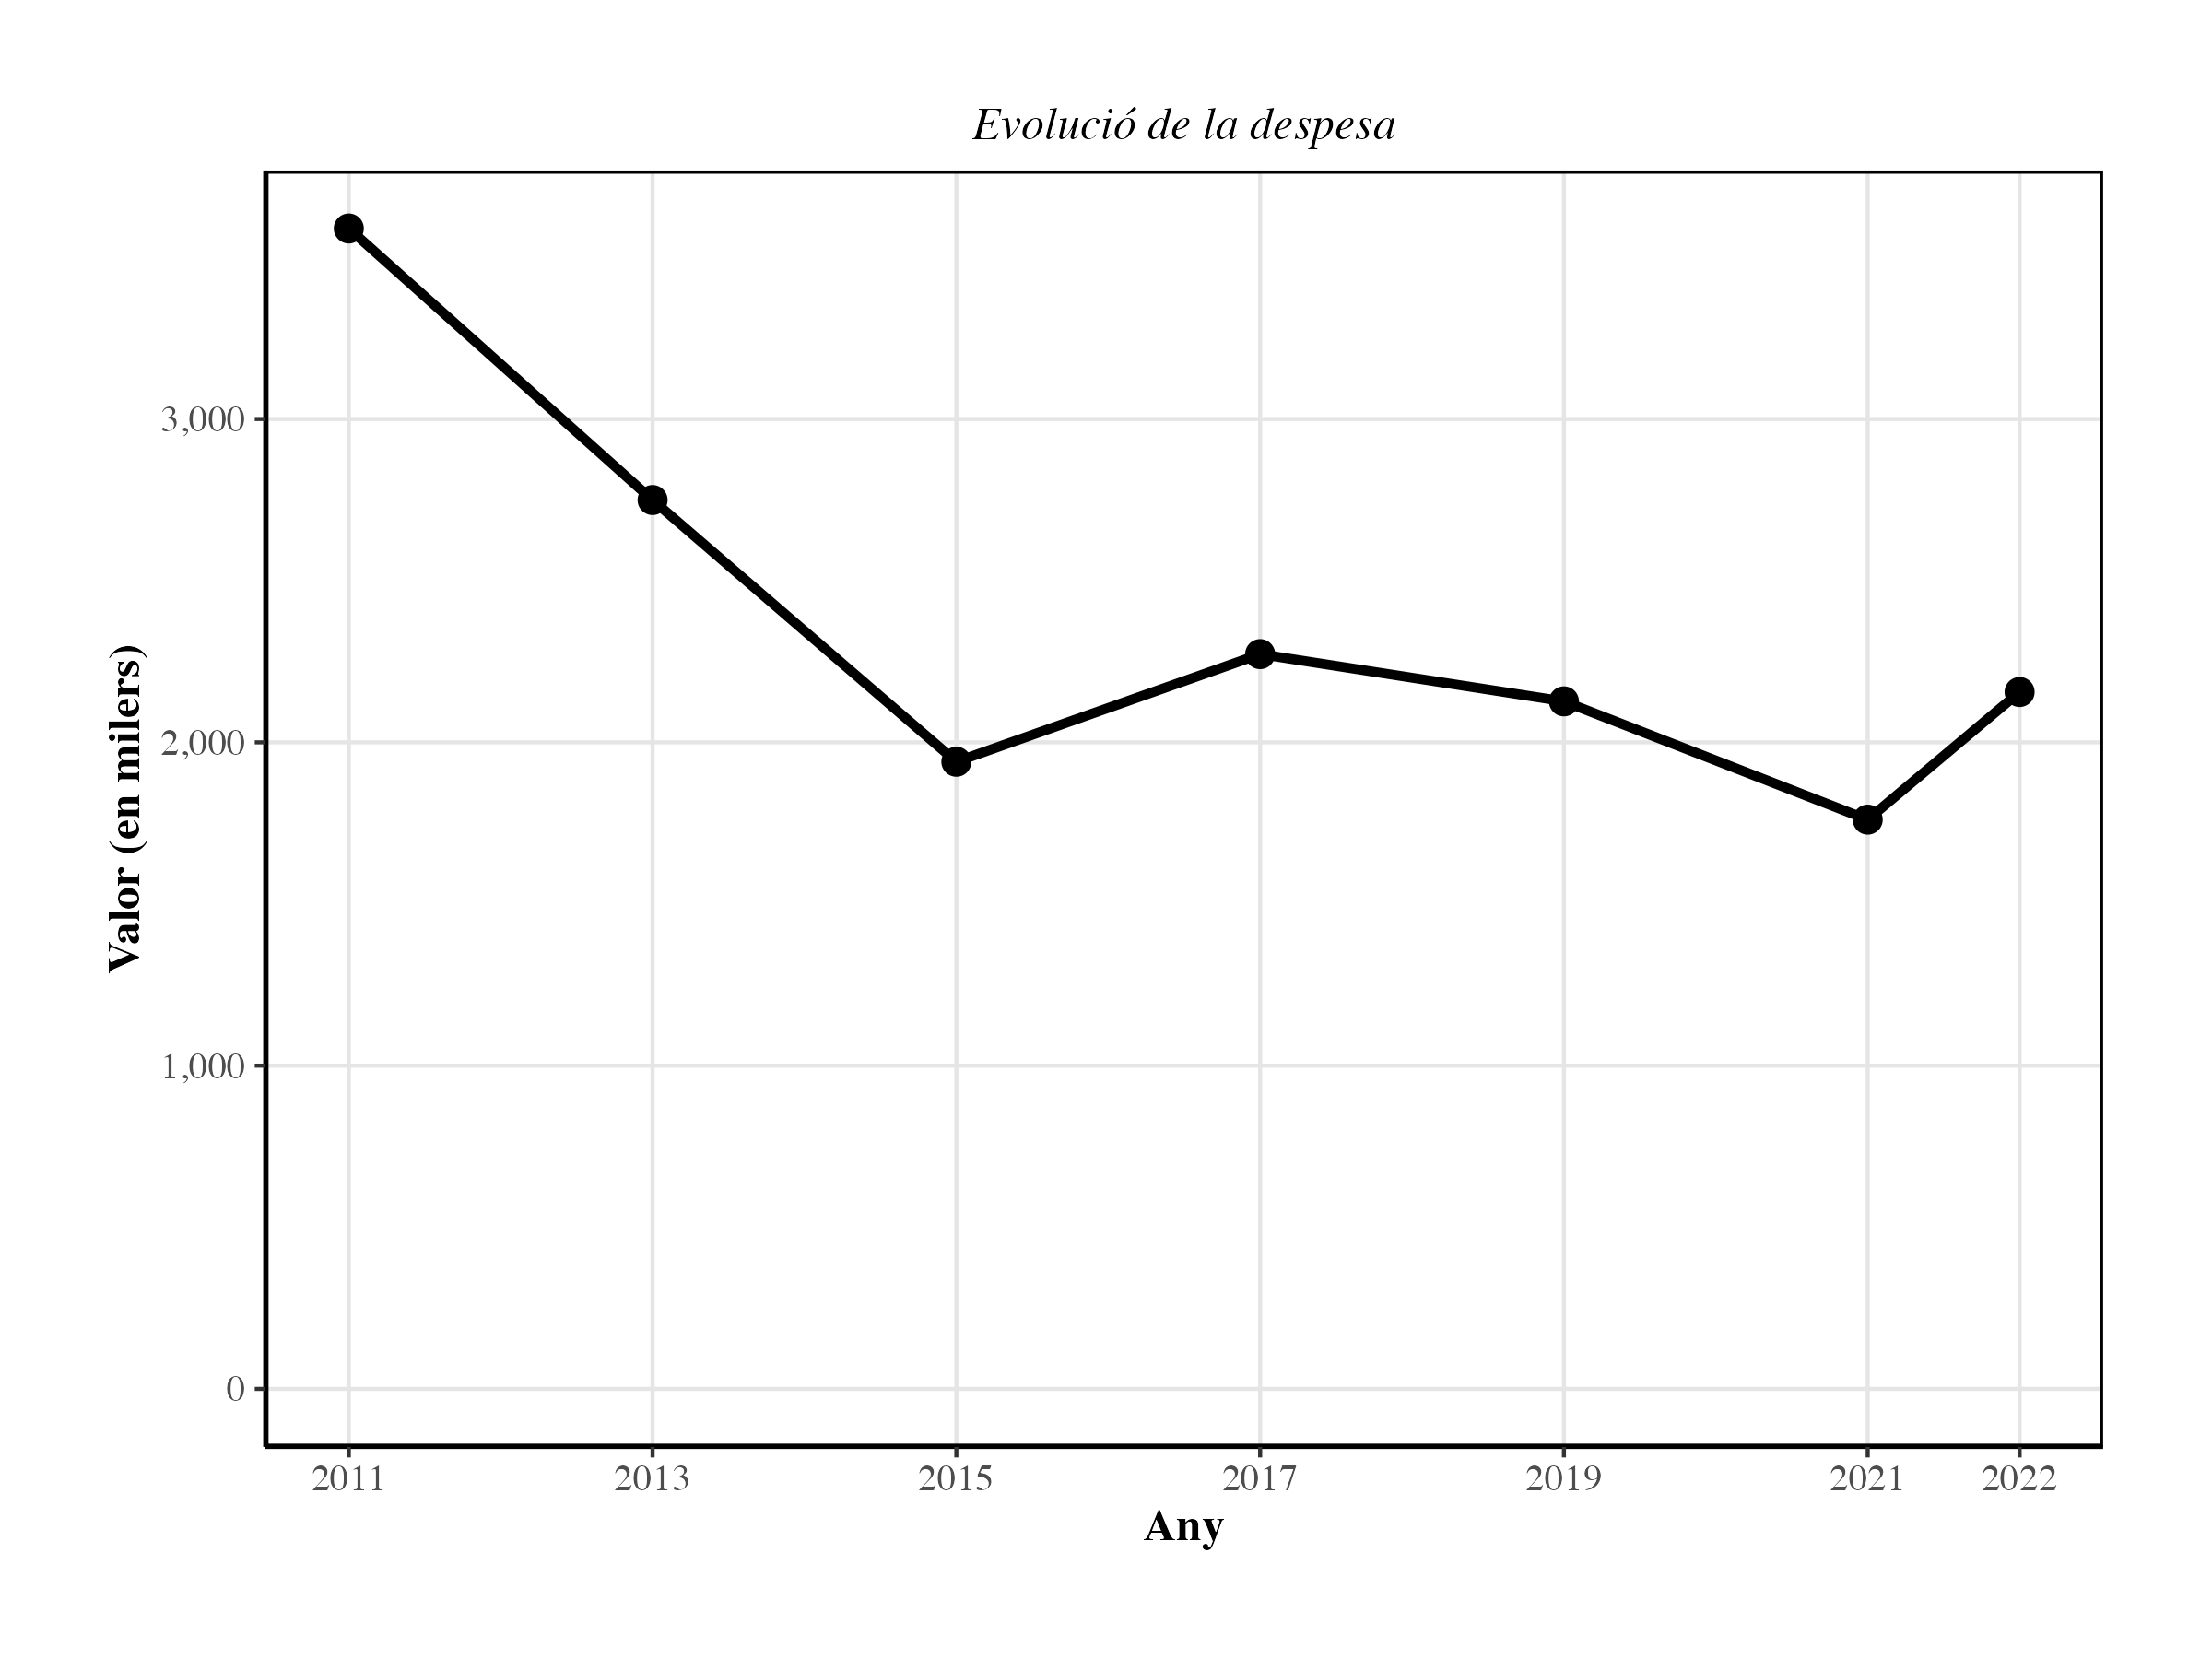 Evolució de la despesa
Valor (en milers)
3,000
2,000
1,000
0
2011 2013 2015 2017 2019 2021 2022
Any